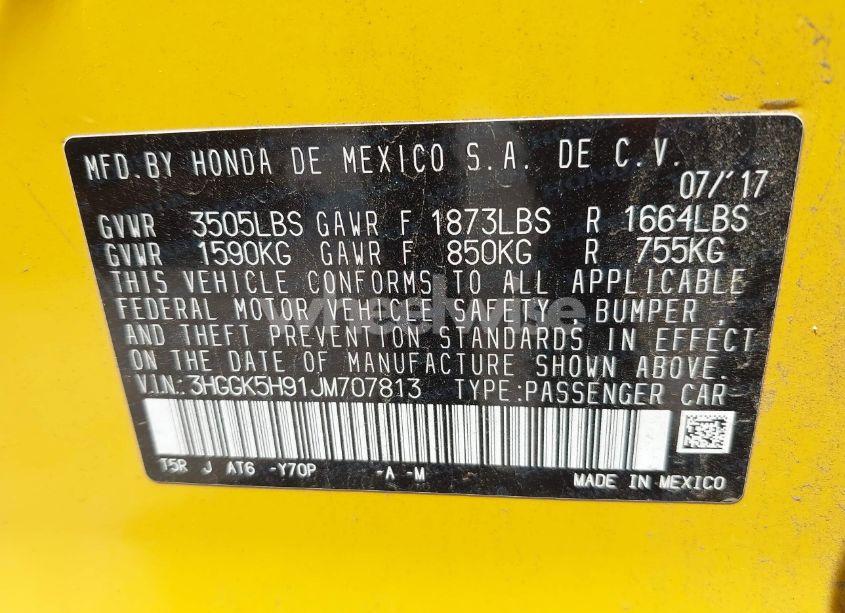 MFD. BY HONDA DE MEXICO S.A. DE C.V.
07/'17
GVWR 3505LBS GAWR F 1873LBS R 1664LBS
GVWR 1590KG GAWR F 850KG R 755KG
THIS VEHICLE CONFORMS TO ALL APPLICABLE
FEDERAL MOTOR VEHICLE SAFETY, BUMPER,
AND THEFT PREVENTION STANDARDS IN EFFECT
ON THE DATE OF MANUFACTURE SHOWN ABOVE.
V.I.N.:3HGGK5H91JM707813 TYPE:PASSENGER CAR
T5R J AT6 -Y70P -A -M
MADE IN MEXICO
wheelwise